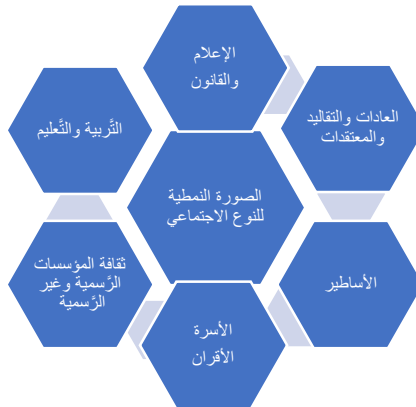 الإعلام
والقانون
العادات والتقاليد
والمعتقدات
التَّربية والتَّعليم
الصورة النمطية
للنوع الاجتماعي
الأساطير
ثقافة المؤسسات
الرَّسمية وغير
الرَّسمية
الأسرة
الأقران